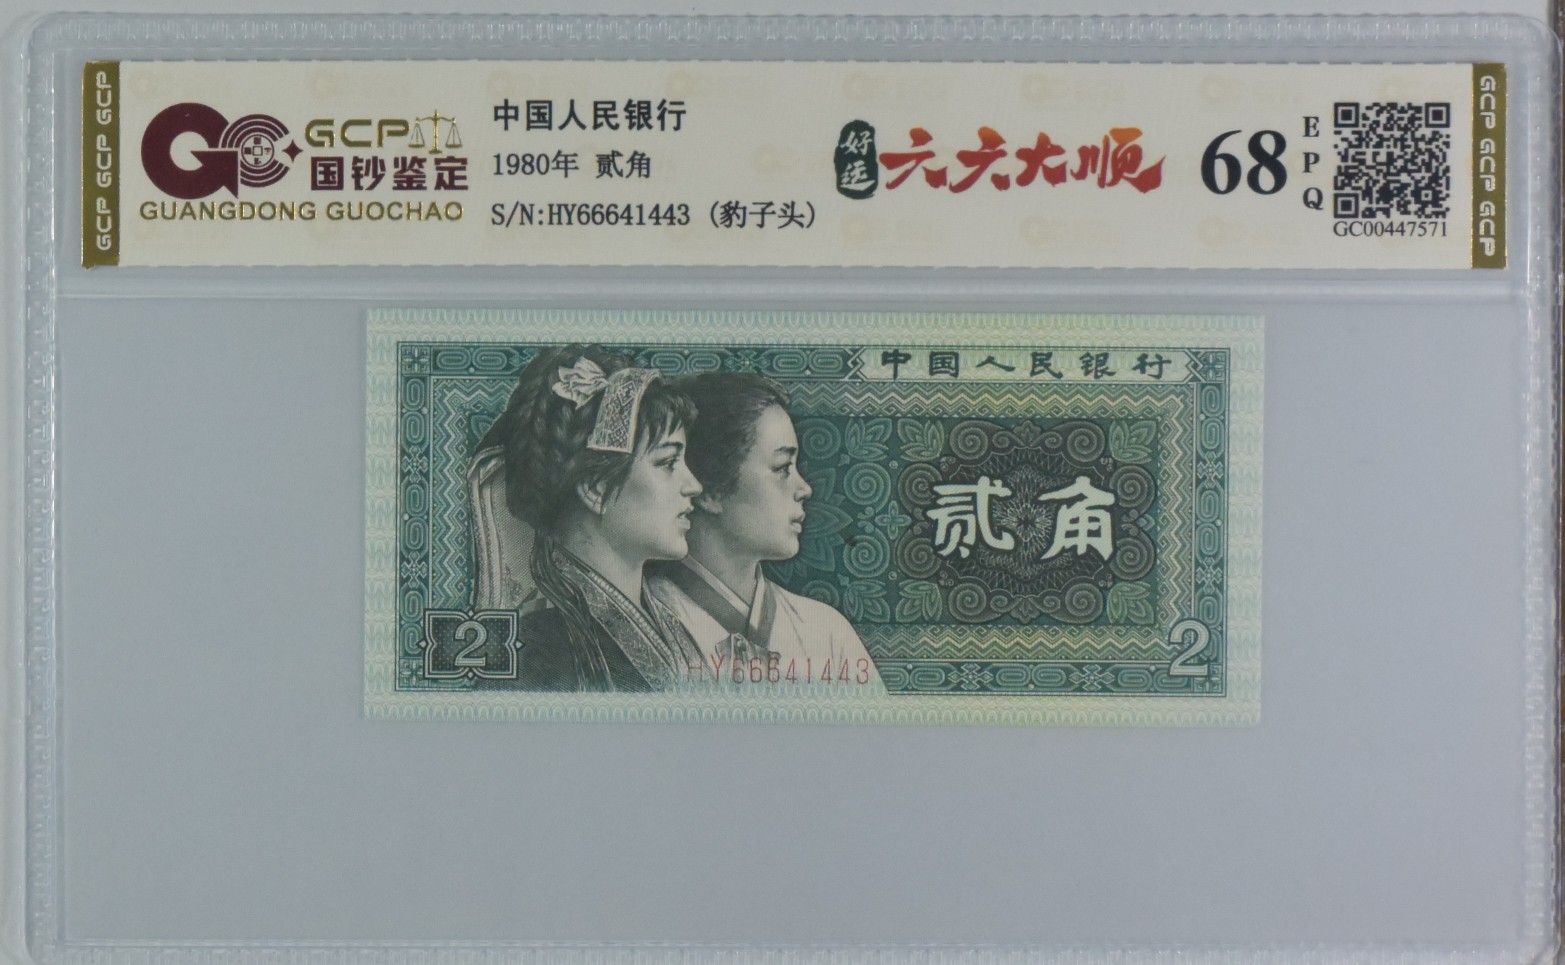 GCP GCP GCP
GCP
国钞鉴定
GUANGDONG GUOCHAO
中国人民银行
1980年 贰角
S/N:HY66641443 (豹子头)
好运
六六大顺
68
EPQ
GC00447571
GCP GCP GCP
中国人民银行
贰角
2
2
HY66641443